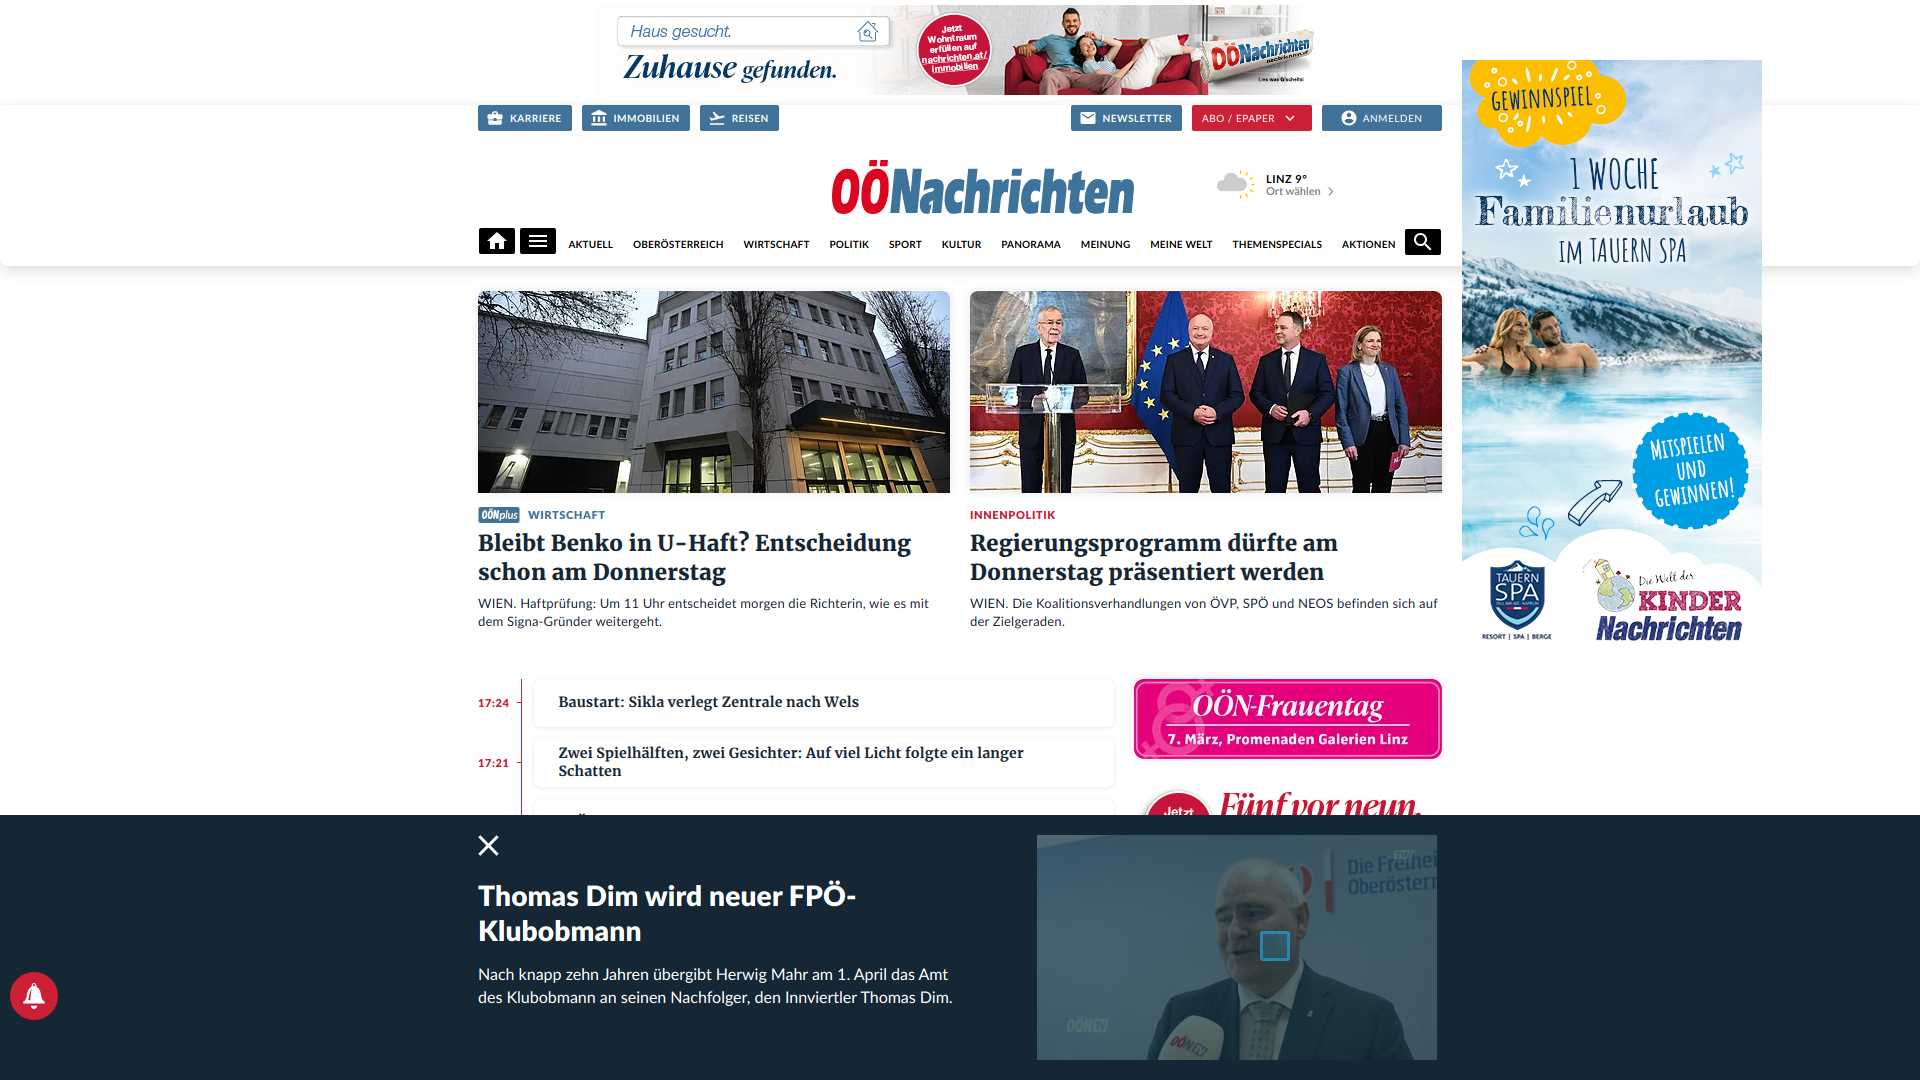 Haus gesucht.
Zuhause gefunden.
Jetzt
Wohntraum
erfüllen auf
nachrichten.at/
immobilien
OÖNachrichten
KARRIERE
IMMOBILIEN
REISEN
NEWSLETTER
ABO / EPAPER
ANMELDEN
OÖNachrichten
LINZ 9°
Ort wählen
AKTUELL
OBERÖSTERREICH
WIRTSCHAFT
POLITIK
SPORT
KULTUR
PANORAMA
MEINUNG
MEINE WELT
THEMENSPECIALS
AKTIONEN
GEWINNSPIEL
1 WOCHE
Familienurlaub
IM TAUERN SPA
MITSPIELEN
UND
GEWINNEN!
TAUERN
SPA
RESORT | SPA | BERGE
Die Welt der
KINDER
Nachrichten
OÖNplus WIRTSCHAFT
Bleibt Benko in U-Haft? Entscheidung
schon am Donnerstag
WIEN. Haftprüfung: Um 11 Uhr entscheidet morgen die Richterin, wie es mit
dem Signa-Gründer weitergeht.
INNENPOLITIK
Regierungsprogramm dürfte am
Donnerstag präsentiert werden
WIEN. Die Koalitionsverhandlungen von ÖVP, SPÖ und NEOS befinden sich auf
der Zielgeraden.
17:24
Baustart: Sikla verlegt Zentrale nach Wels
17:21
Zwei Spielhälften, zwei Gesichter: Auf viel Licht folgte ein langer
Schatten
OÖN-Frauentag
7. März, Promenaden Galerien Linz
Jetzt
Fünf vor neun.
Thomas Dim wird neuer FPÖ-
Klubobmann
Nach knapp zehn Jahren übergibt Herwig Mahr am 1. April das Amt
des Klubobmann an seinen Nachfolger, den Innviertler Thomas Dim.
Die Freihei
Oberösterr
OÖNTV
OÖNTV